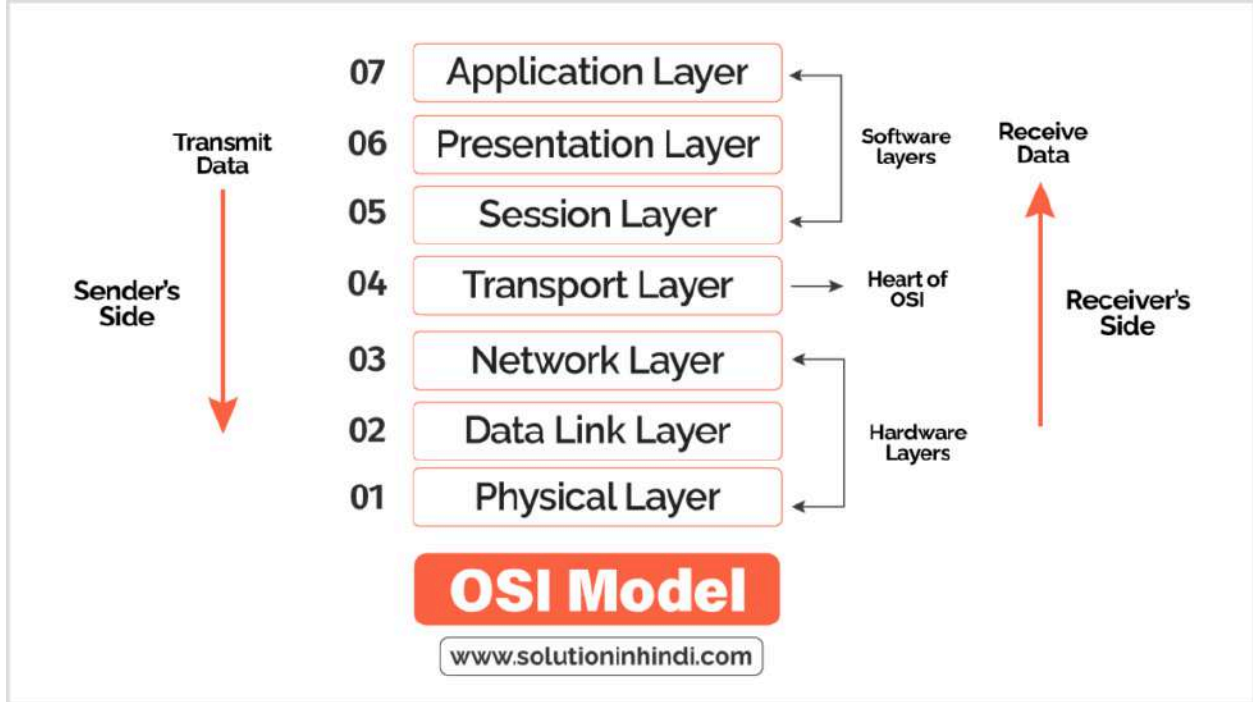 07 Application Layer
06 Presentation Layer
05 Session Layer
04 Transport Layer
03 Network Layer
02 Data Link Layer
01 Physical Layer
Transmit
Data
Sender's
Side
Software
layers
Heart of
OSI
Hardware
Layers
Receive
Data
Receiver's
Side
OSI Model
www.solutioninhindi.com